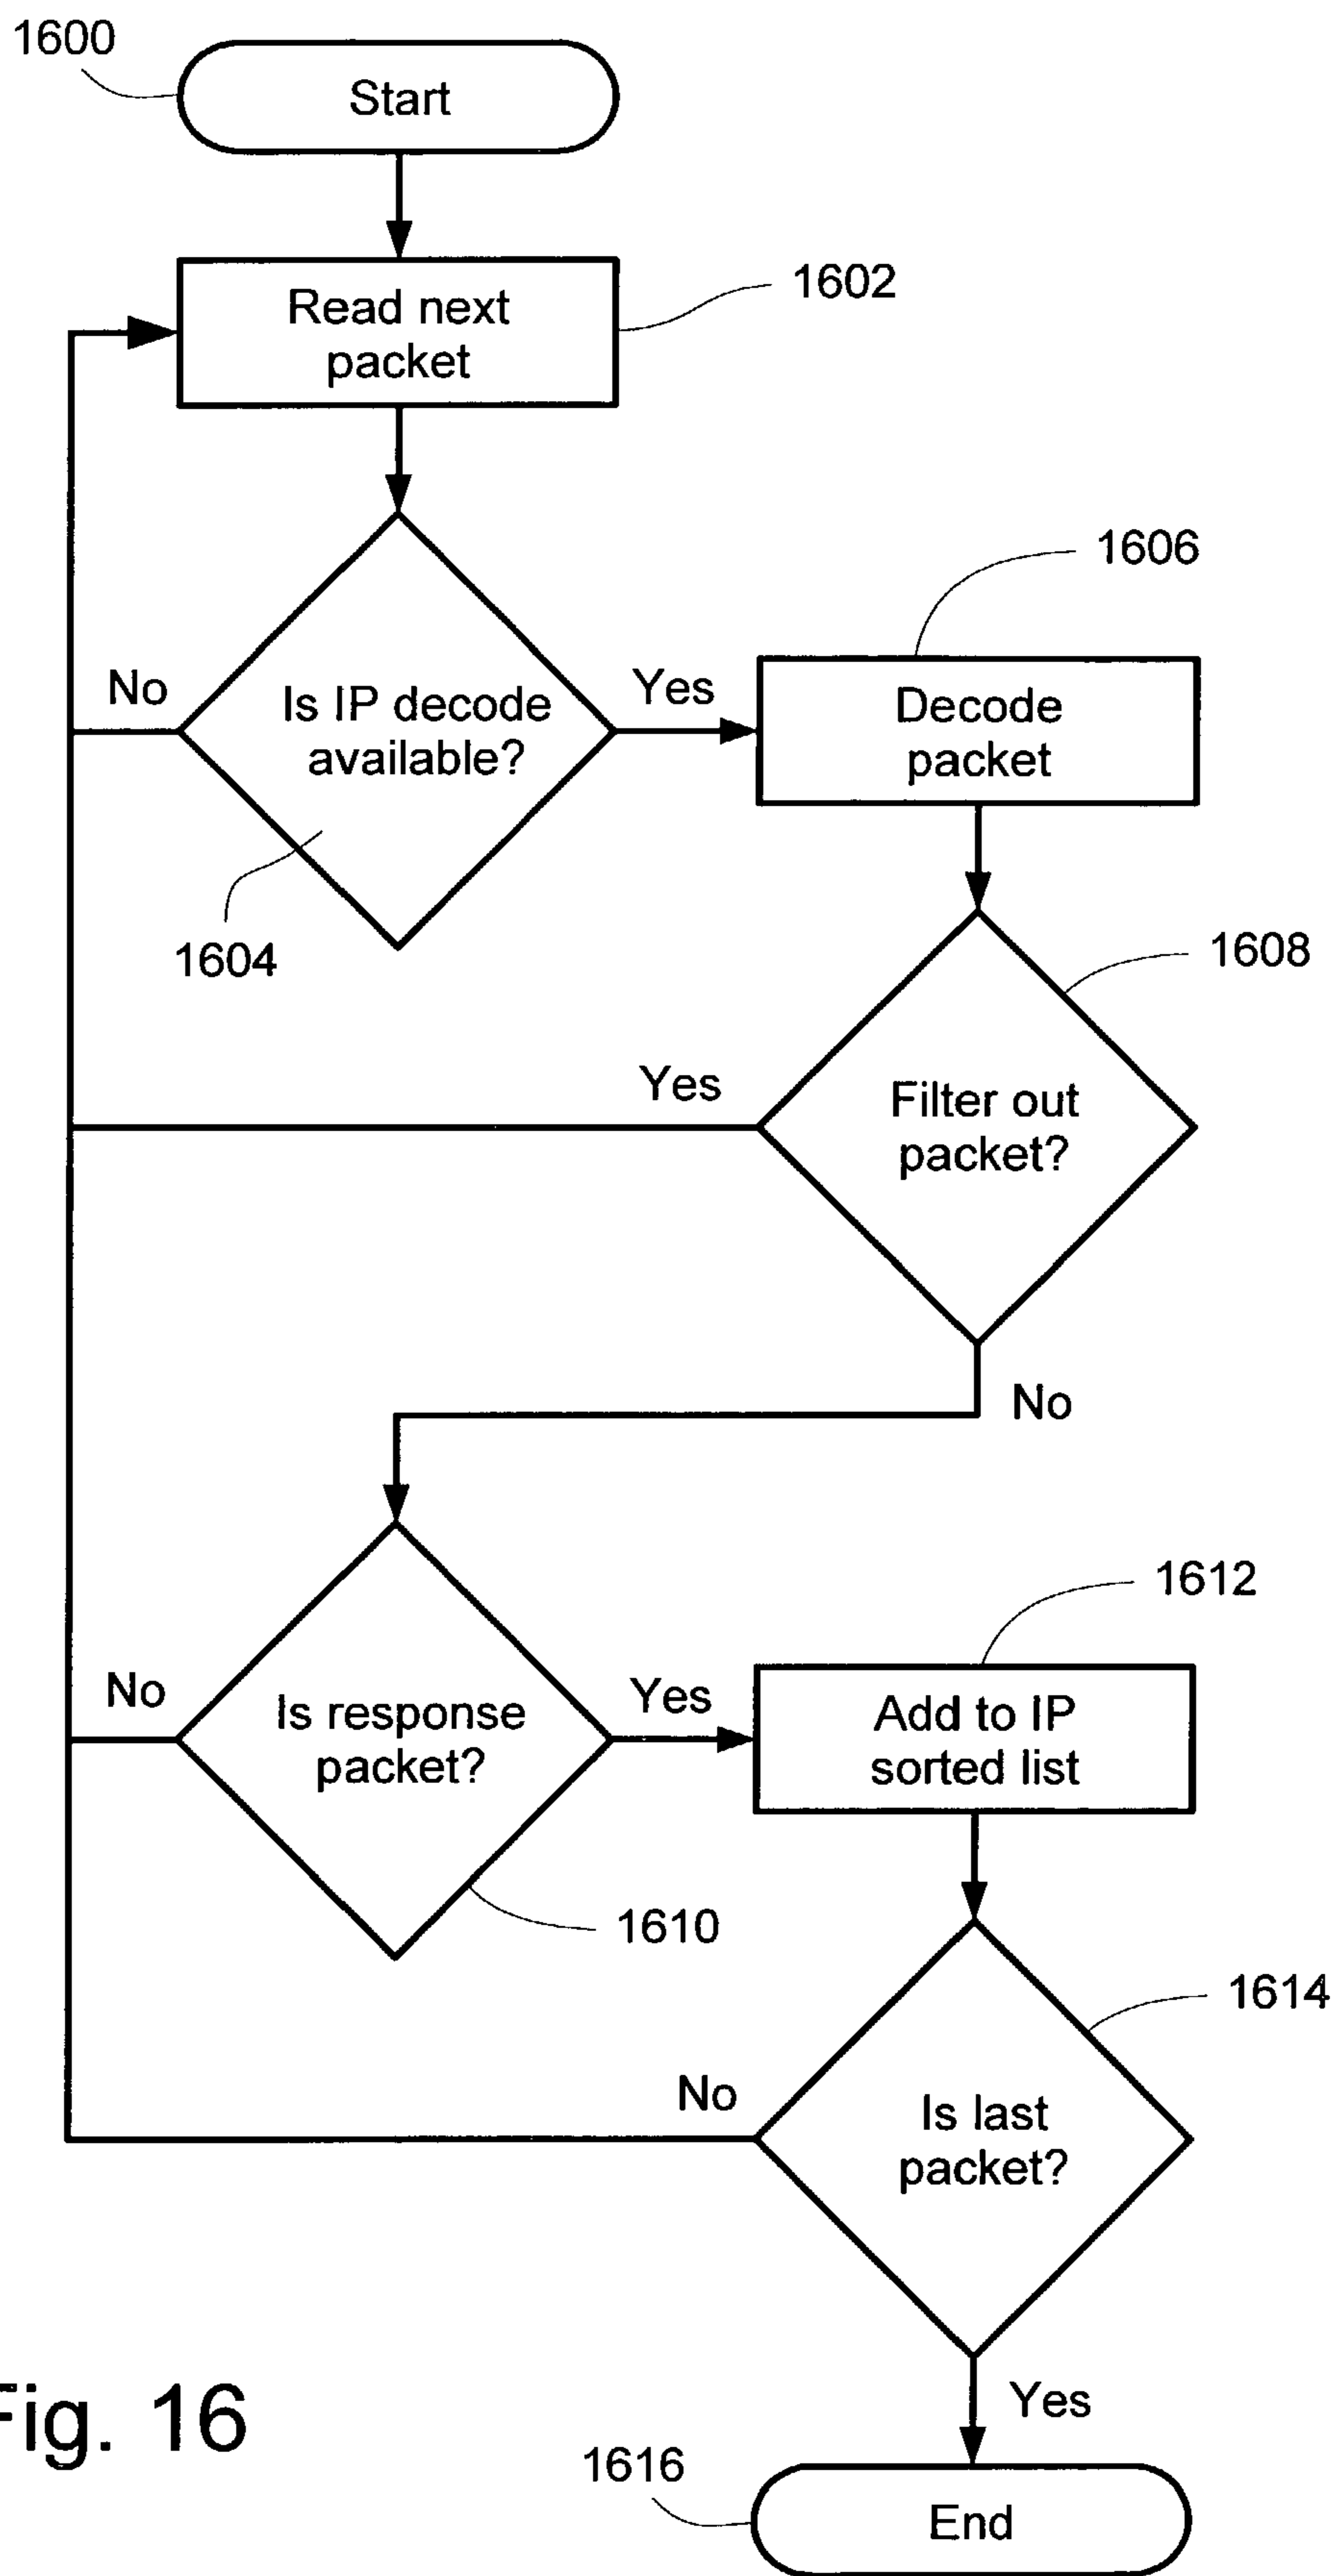 1600
Start
Read next
packet
1602
1606
No
Is IP decode
available?
Yes
Decode
packet
1604
1608
Yes
Filter out
packet?
No
1612
No
Is response
packet?
Yes
Add to IP
sorted list
1610
1614
No
Is last
packet?
Yes
Fig. 16
1616
End